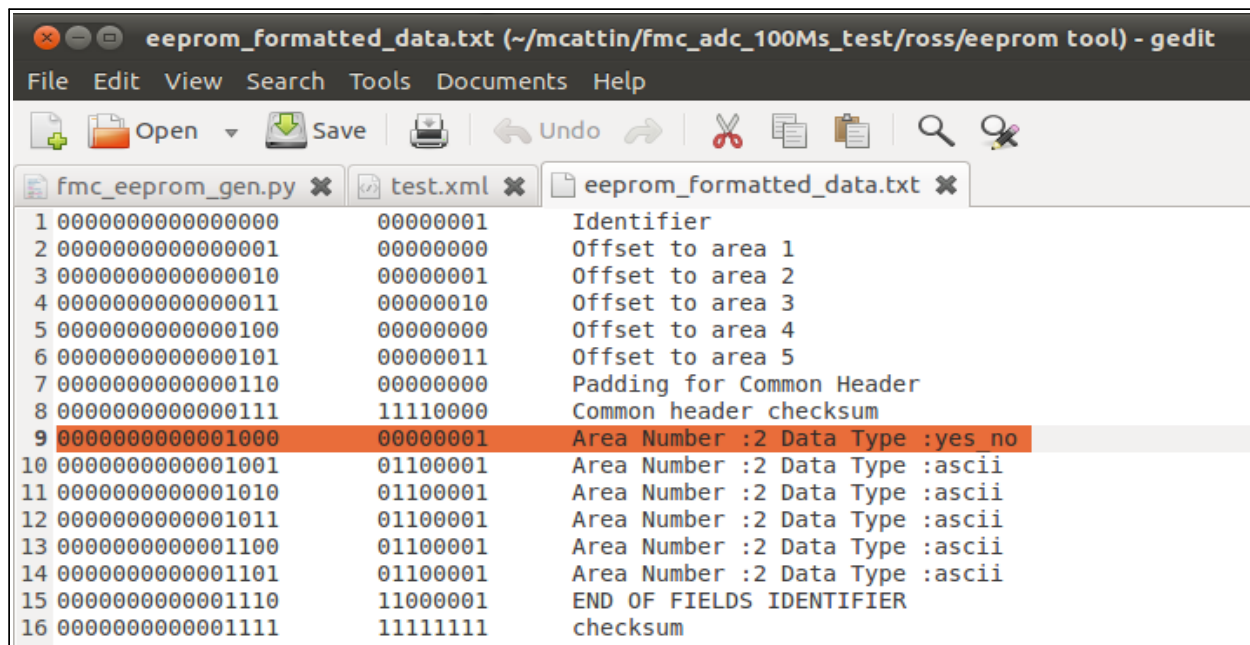 eeprom_formatted_data.txt (~/mcattin/fmc_adc_100Ms_test/ross/eeprom tool) - gedit
File Edit View Search Tools Documents Help
Open Save Undo
fmc_eeprom_gen.py test.xml eeprom_formatted_data.txt
1 0000000000000000 00000001 Identifier
2 0000000000000001 00000000 Offset to area 1
3 0000000000000010 00000001 Offset to area 2
4 0000000000000011 00000010 Offset to area 3
5 0000000000000100 00000000 Offset to area 4
6 0000000000000101 00000011 Offset to area 5
7 0000000000000110 00000000 Padding for Common Header
8 0000000000000111 11110000 Common header checksum
9 0000000000001000 00000001 Area Number :2 Data Type :yes_no
10 0000000000001001 01100001 Area Number :2 Data Type :ascii
11 0000000000001010 01100001 Area Number :2 Data Type :ascii
12 0000000000001011 01100001 Area Number :2 Data Type :ascii
13 0000000000001100 01100001 Area Number :2 Data Type :ascii
14 0000000000001101 01100001 Area Number :2 Data Type :ascii
15 0000000000001110 11000001 END OF FIELDS IDENTIFIER
16 0000000000001111 11111111 checksum